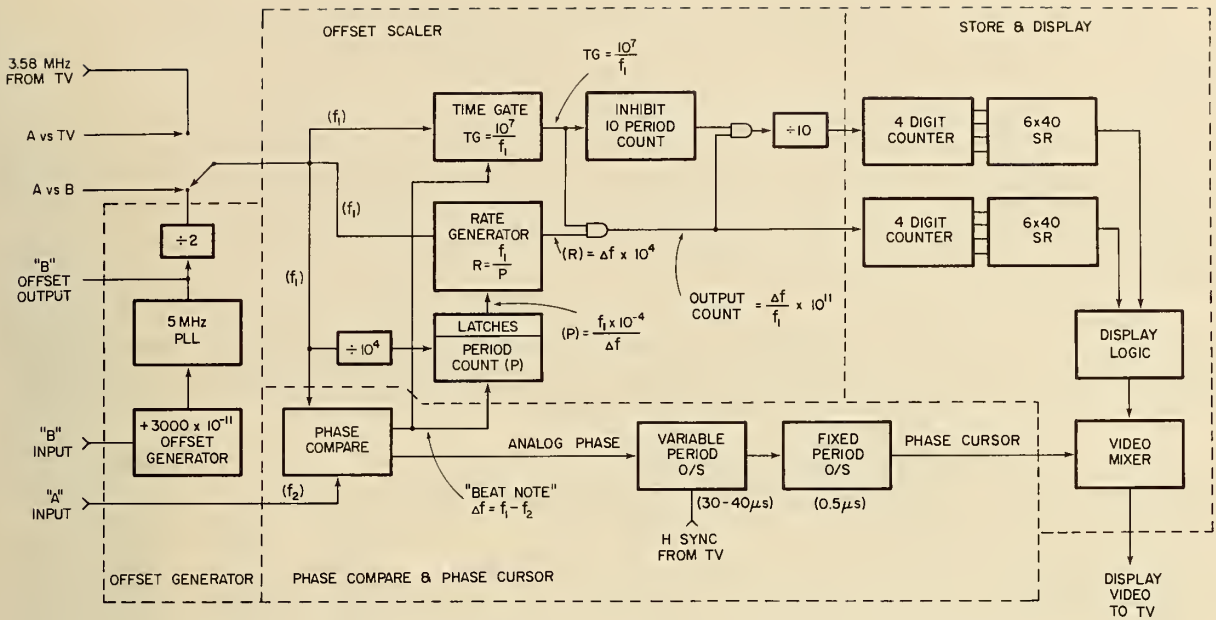 OFFSET SCALER
STORE & DISPLAY
3.58 MHz
FROM TV
A vs TV
A vs B
÷2
"B"
OFFSET
OUTPUT
5 MHz
PLL
+3000 x 10⁻¹¹
OFFSET
GENERATOR
"B"
INPUT
"A"
INPUT
OFFSET GENERATOR
(f₁)
(f₁)
(f₁)
(f₂)
TIME GATE
TG = 10⁷/f₁
TG = 10⁷/f₁
INHIBIT
10 PERIOD
COUNT
÷10
4 DIGIT
COUNTER
6x40
SR
RATE
GENERATOR
R = f₁/P
(R) = Δf x 10⁴
4 DIGIT
COUNTER
6x40
SR
OUTPUT
COUNT = Δf/f₁ x 10¹¹
÷10⁴
LATCHES
PERIOD
COUNT (P)
(P) = f₁ x 10⁻⁴/Δf
DISPLAY
LOGIC
PHASE
COMPARE
"BEAT NOTE"
Δf = f₁-f₂
ANALOG PHASE
VARIABLE
PERIOD
O/S
(30-40μs)
H SYNC
FROM TV
FIXED
PERIOD
O/S
(0.5μs)
PHASE CURSOR
VIDEO
MIXER
PHASE COMPARE & PHASE CURSOR
DISPLAY
VIDEO
TO TV